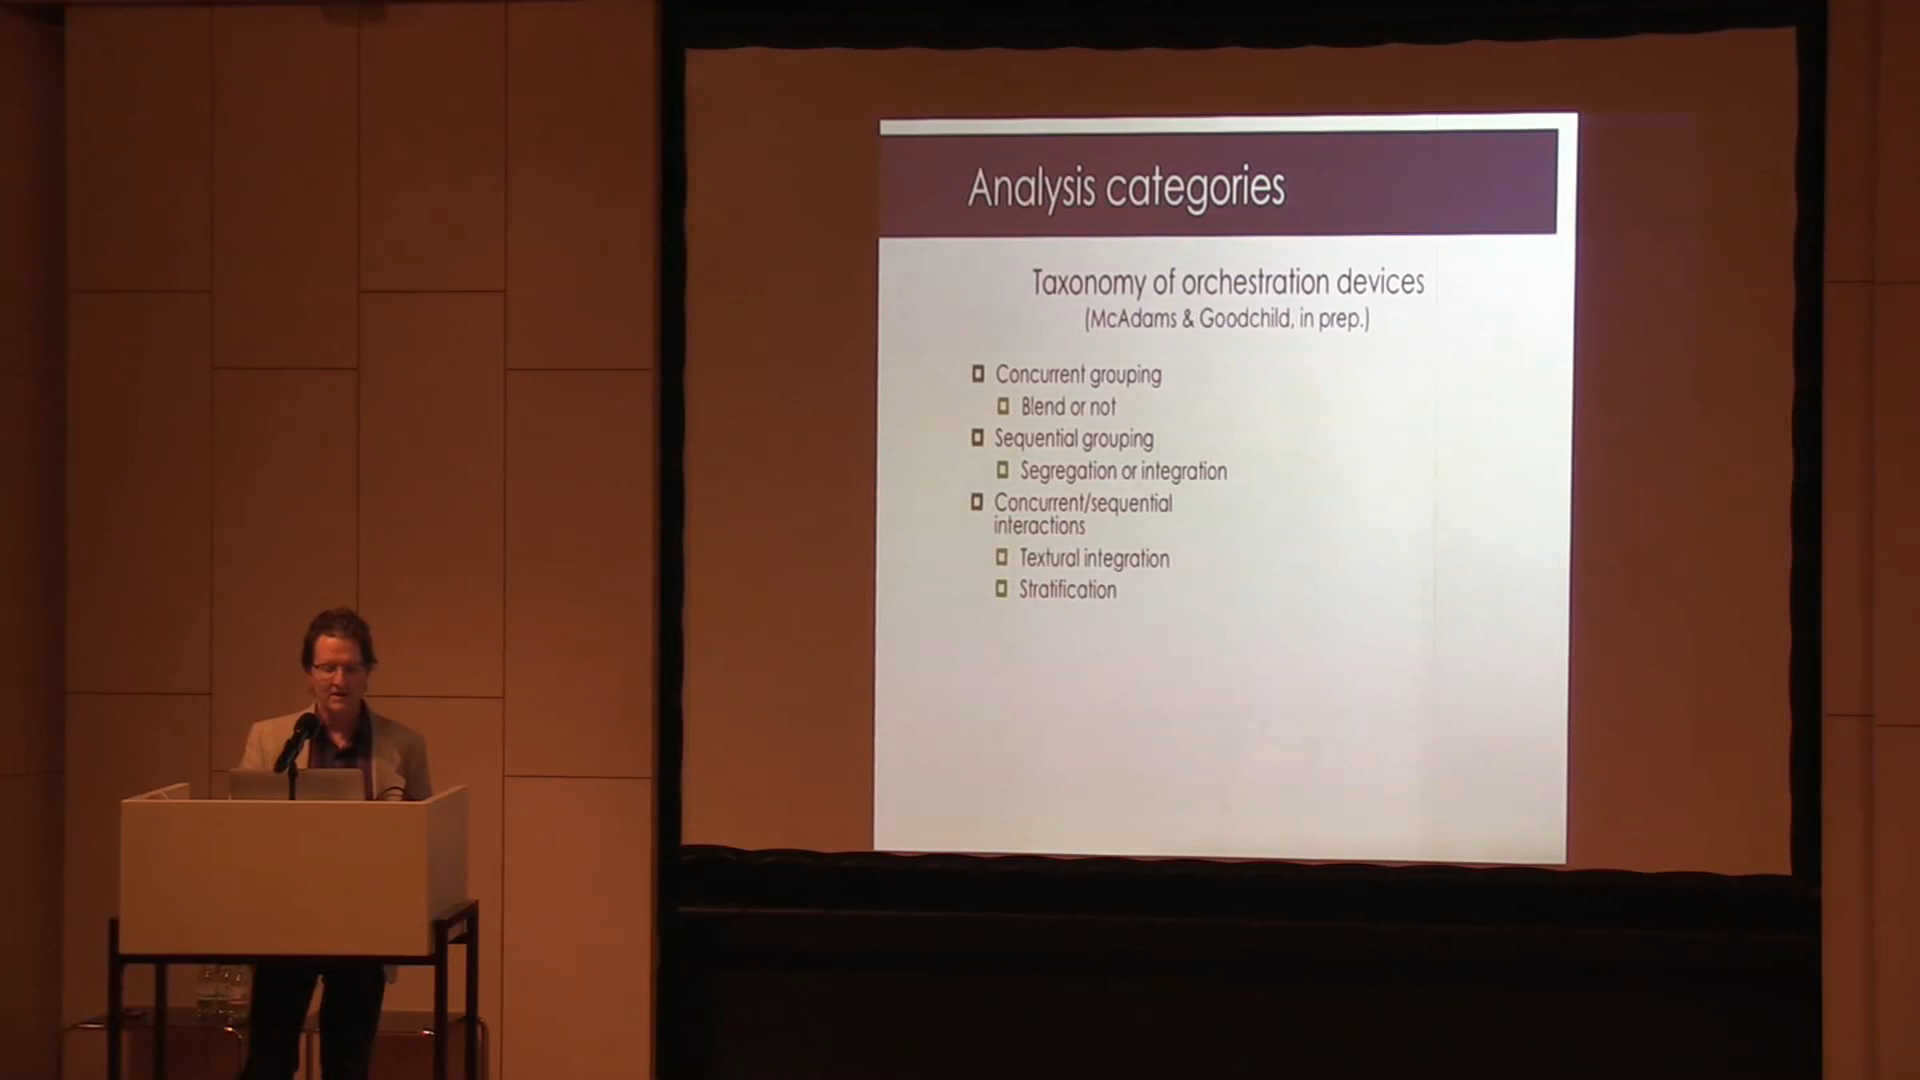 Analysis categories
Taxonomy of orchestration devices
(McAdams & Goodchild, in prep.)
Concurrent grouping
Blend or not
Sequential grouping
Segregation or integration
Concurrent/sequential
interactions
Textural integration
Stratification